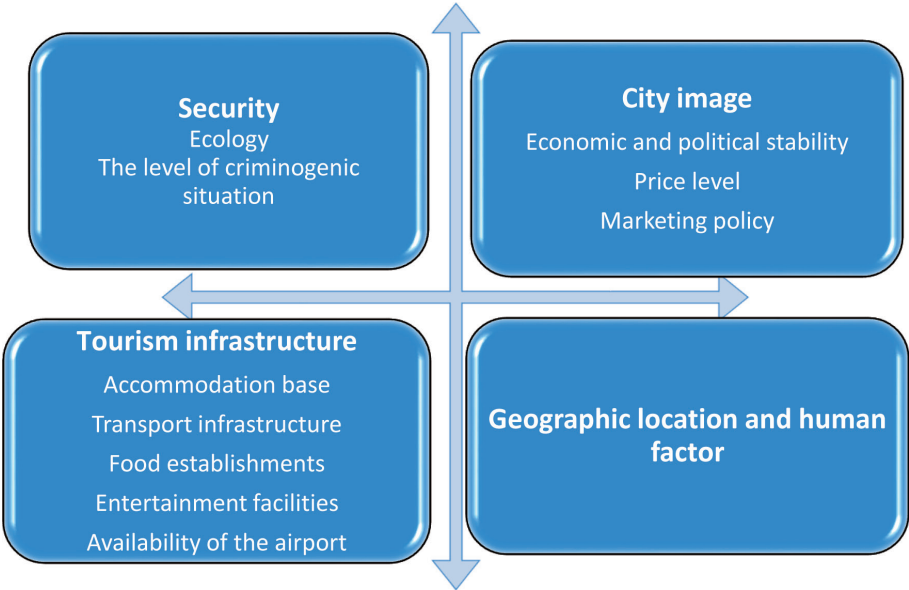 Security
Ecology
The level of criminogenic
situation
City image
Economic and political stability
Price level
Marketing policy
Tourism infrastructure
Accommodation base
Transport infrastructure
Food establishments
Entertainment facilities
Availability of the airport
Geographic location and human
factor